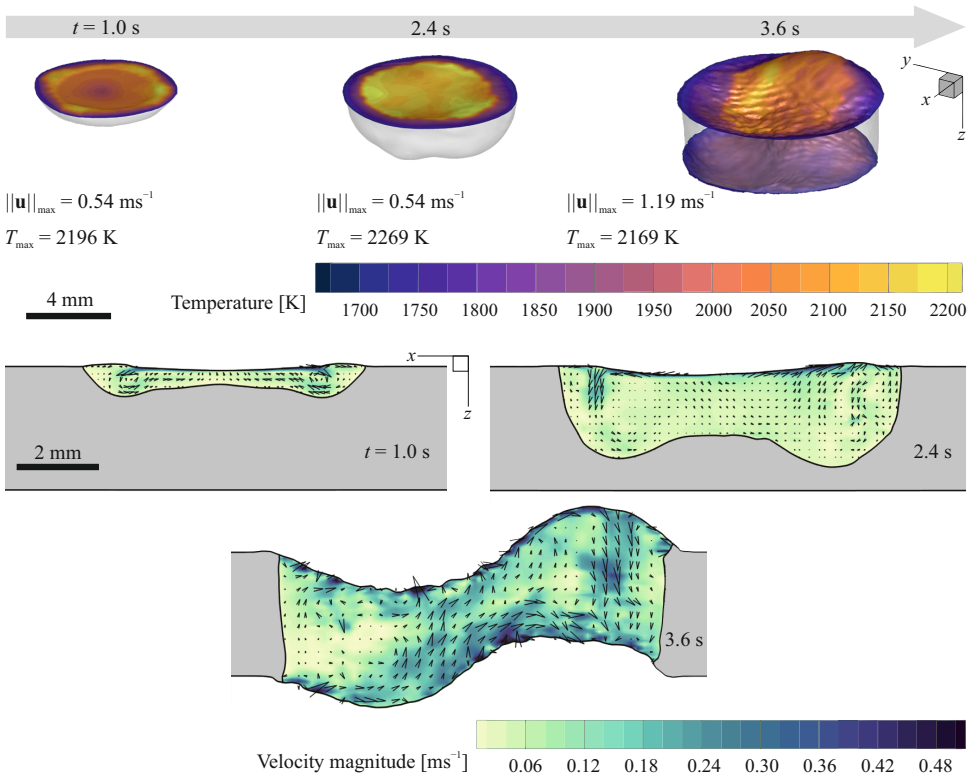 t = 1.0 s 2.4 s 3.6 s
y
x
z
||u||max = 0.54 ms⁻¹ ||u||max = 0.54 ms⁻¹ ||u||max = 1.19 ms⁻¹
Tmax = 2196 K Tmax = 2269 K Tmax = 2169 K
4 mm
Temperature [K] 1700 1750 1800 1850 1900 1950 2000 2050 2100 2150 2200
x
z
2 mm
t = 1.0 s
2.4 s
3.6 s
Velocity magnitude [ms⁻¹] 0.06 0.12 0.18 0.24 0.30 0.36 0.42 0.48